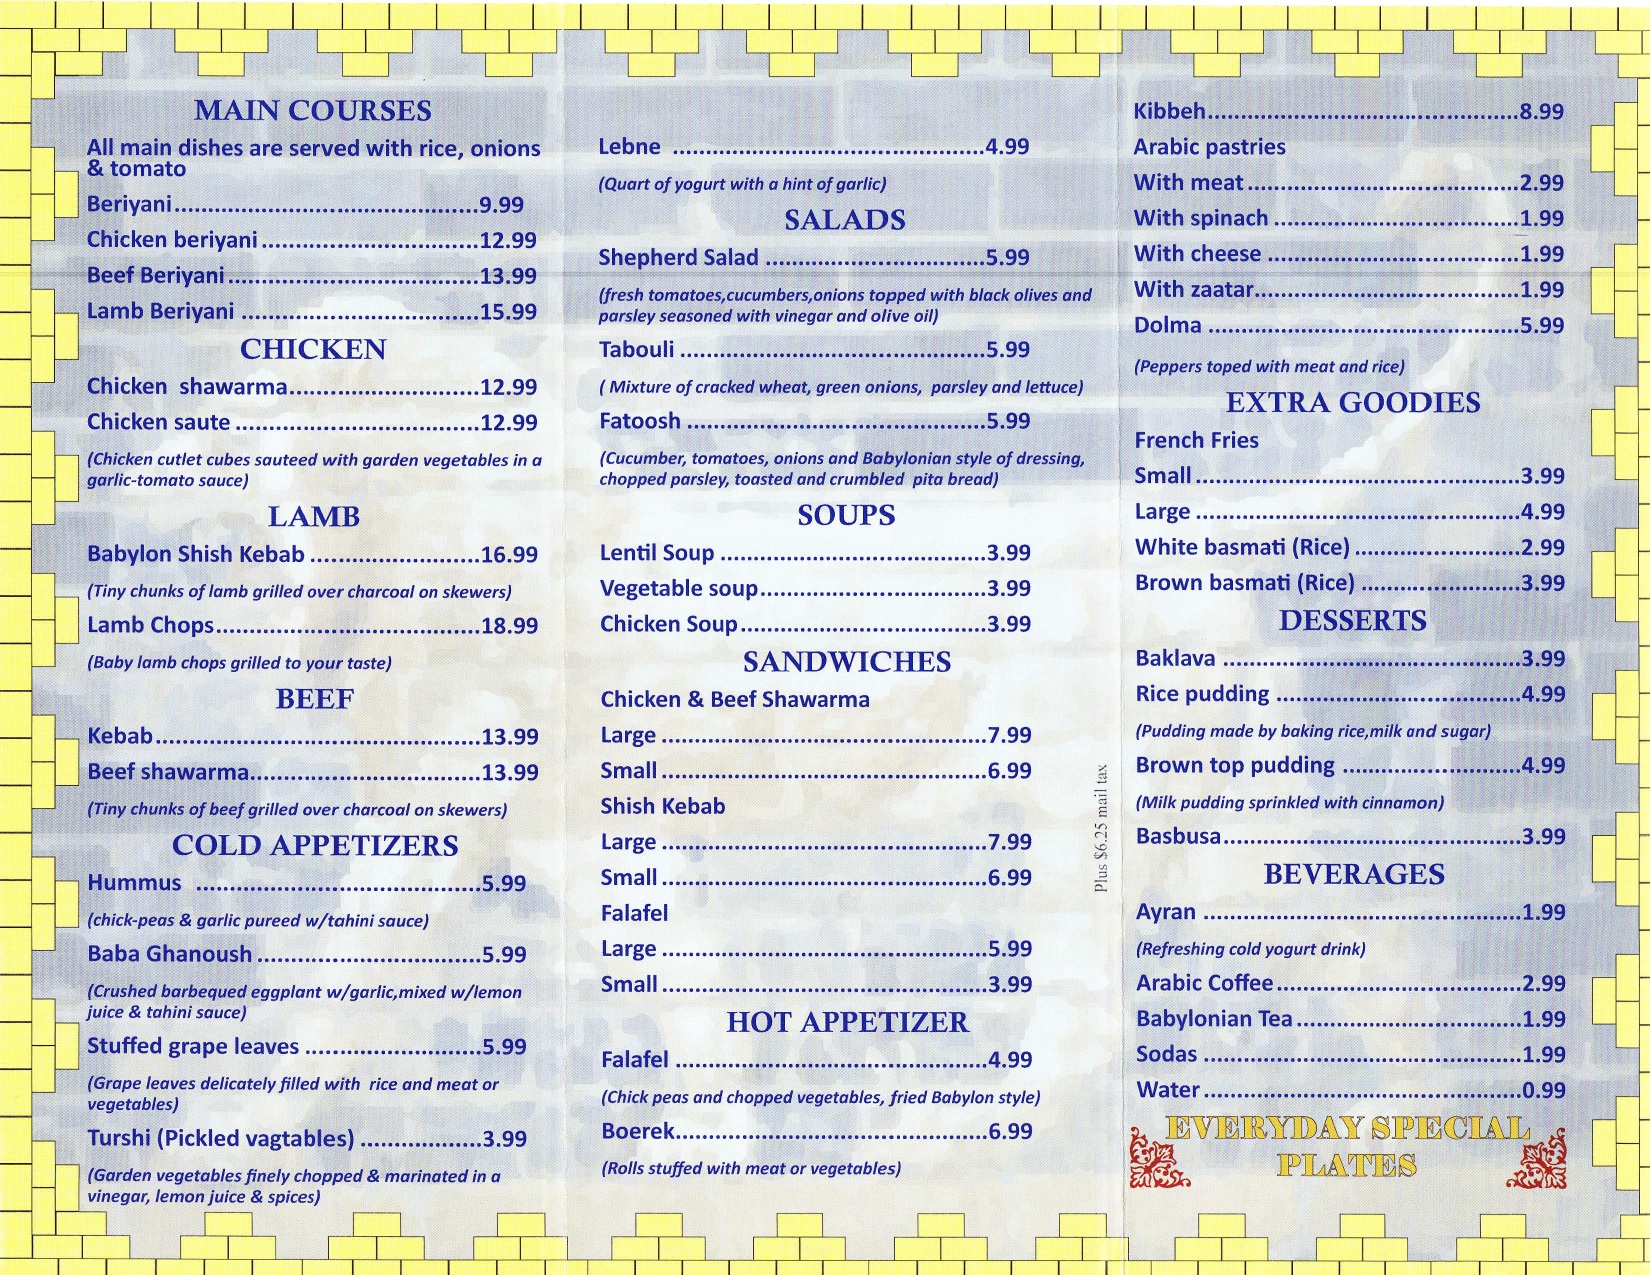 MAIN COURSES
All main dishes are served with rice, onions
& tomato
Beriyani..............................................9.99
Chicken beriyani.................................12.99
Beef Beriyani......................................13.99
Lamb Beriyani ....................................15.99
CHICKEN
Chicken  shawarma.............................12.99
Chicken saute .....................................12.99
(Chicken cutlet cubes sauteed with garden vegetables in a
garlic-tomato sauce)
LAMB
Babylon Shish Kebab ..........................16.99
(Tiny chunks of lamb grilled over charcoal on skewers)
Lamb Chops........................................18.99
(Baby lamb chops grilled to your taste)
BEEF
Kebab.................................................13.99
Beef shawarma...................................13.99
(Tiny chunks of beef grilled over charcoal on skewers)
COLD APPETIZERS
Hummus  ...........................................5.99
(chick-peas & garlic pureed w/tahini sauce)
Baba Ghanoush ..................................5.99
(Crushed barbequed eggplant w/garlic,mixed w/lemon
juice & tahini sauce)
Stuffed grape leaves ...........................5.99
(Grape leaves delicately filled with  rice and meat or
vegetables)
Turshi (Pickled vagtables) ..................3.99
(Garden vegetables finely chopped & marinated in a
vinegar, lemon juice & spices)
Lebne  ...............................................4.99
(Quart of yogurt with a hint of garlic)
SALADS
Shepherd Salad .................................5.99
(fresh tomatoes,cucumbers,onions topped with black olives and
parsley seasoned with vinegar and olive oil)
Tabouli ..............................................5.99
( Mixture of cracked wheat, green onions,  parsley and lettuce)
Fatoosh .............................................5.99
(Cucumber, tomatoes, onions and Babylonian style of dressing,
chopped parsley, toasted and crumbled  pita bread)
SOUPS
Lentil Soup ........................................3.99
Vegetable soup..................................3.99
Chicken Soup.....................................3.99
SANDWICHES
Chicken & Beef Shawarma
Large .................................................7.99
Small .................................................6.99
Shish Kebab
Large .................................................7.99
Small .................................................6.99
Falafel
Large .................................................5.99
Small .................................................3.99
HOT APPETIZER
Falafel ...............................................4.99
(Chick peas and chopped vegetables, fried Babylon style)
Boerek...............................................6.99
(Rolls stuffed with meat or vegetables)
Plus $6.25 mail tax
Kibbeh...............................................8.99
Arabic pastries
With meat .........................................2.99
With spinach .....................................1.99
With cheese ......................................1.99
With zaatar........................................1.99
Dolma ...............................................5.99
(Peppers toped with meat and rice)
EXTRA GOODIES
French Fries
Small .................................................3.99
Large .................................................4.99
White basmati (Rice) .........................2.99
Brown basmati (Rice) ........................3.99
DESSERTS
Baklava .............................................3.99
Rice pudding .....................................4.99
(Pudding made by baking rice,milk and sugar)
Brown top pudding ...........................4.99
(Milk pudding sprinkled with cinnamon)
Basbusa.............................................3.99
BEVERAGES
Ayran ................................................1.99
(Refreshing cold yogurt drink)
Arabic Coffee.....................................2.99
Babylonian Tea..................................1.99
Sodas ................................................1.99
Water ................................................0.99
EVERYDAY SPECIAL
PLATES